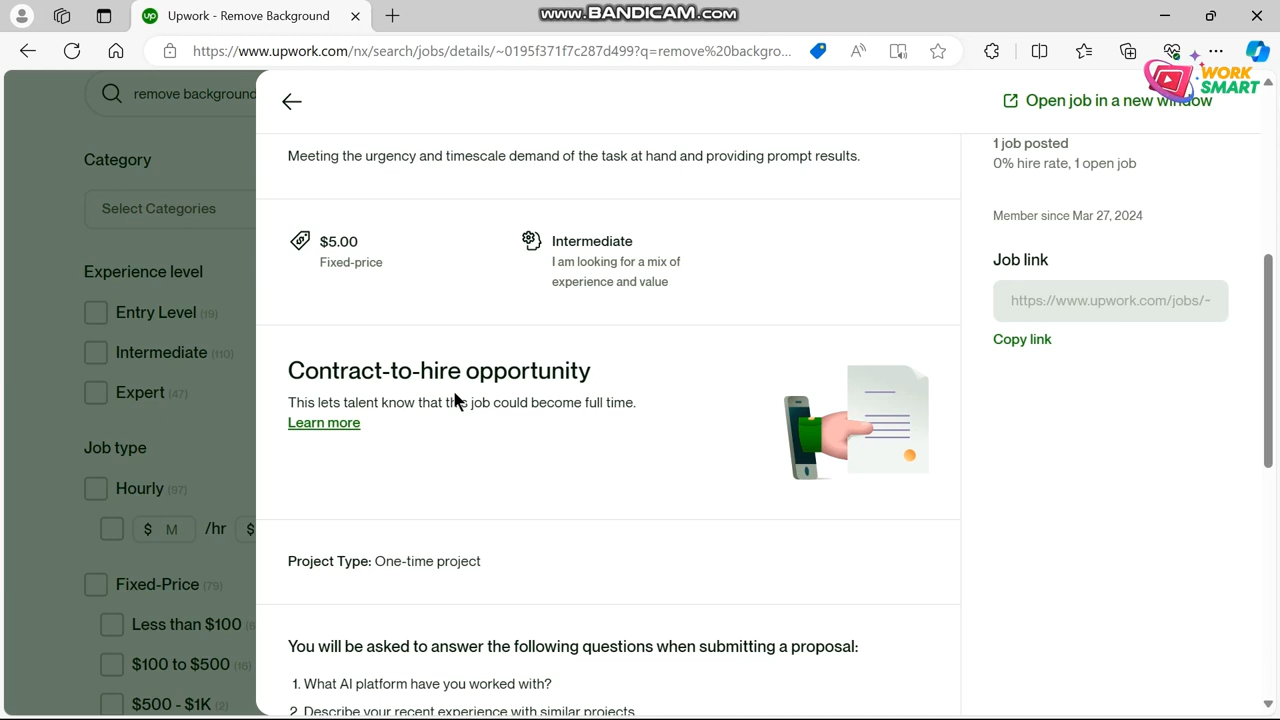 www.BANDICAM.com
Upwork - Remove Background
https://www.upwork.com/nx/search/jobs/details/~0195f371f7c287d499?q=remove%20backgro...
WORK
SMART
remove background
Open job in a new window
Category
Select Categories
Experience level
Entry Level (19)
Intermediate (110)
Expert (47)
Job type
Hourly (97)
$ M /hr $
Fixed-Price (79)
Less than $100
$100 to $500 (16)
$500 - $1K (2)
Meeting the urgency and timescale demand of the task at hand and providing prompt results.
$5.00
Fixed-price
Intermediate
I am looking for a mix of
experience and value
Contract-to-hire opportunity
This lets talent know that this job could become full time.
Learn more
Project Type: One-time project
You will be asked to answer the following questions when submitting a proposal:
1. What AI platform have you worked with?
2. Describe your recent experience with similar projects
1 job posted
0% hire rate, 1 open job
Member since Mar 27, 2024
Job link
https://www.upwork.com/jobs/~
Copy link